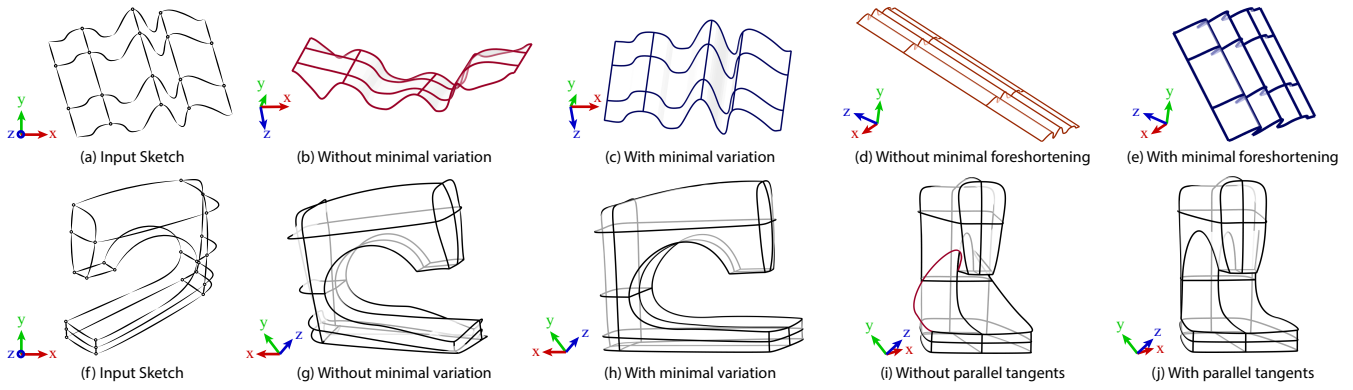 y
z
x
(a) Input Sketch
y
x
z
(b) Without minimal variation
y
x
z
(c) With minimal variation
z
y
x
(d) Without minimal foreshortening
z
y
x
(e) With minimal foreshortening
y
z
x
(f) Input Sketch
y
z
x
(g) Without minimal variation
y
z
x
(h) With minimal variation
y
z
x
(i) Without parallel tangents
y
z
x
(j) With parallel tangents